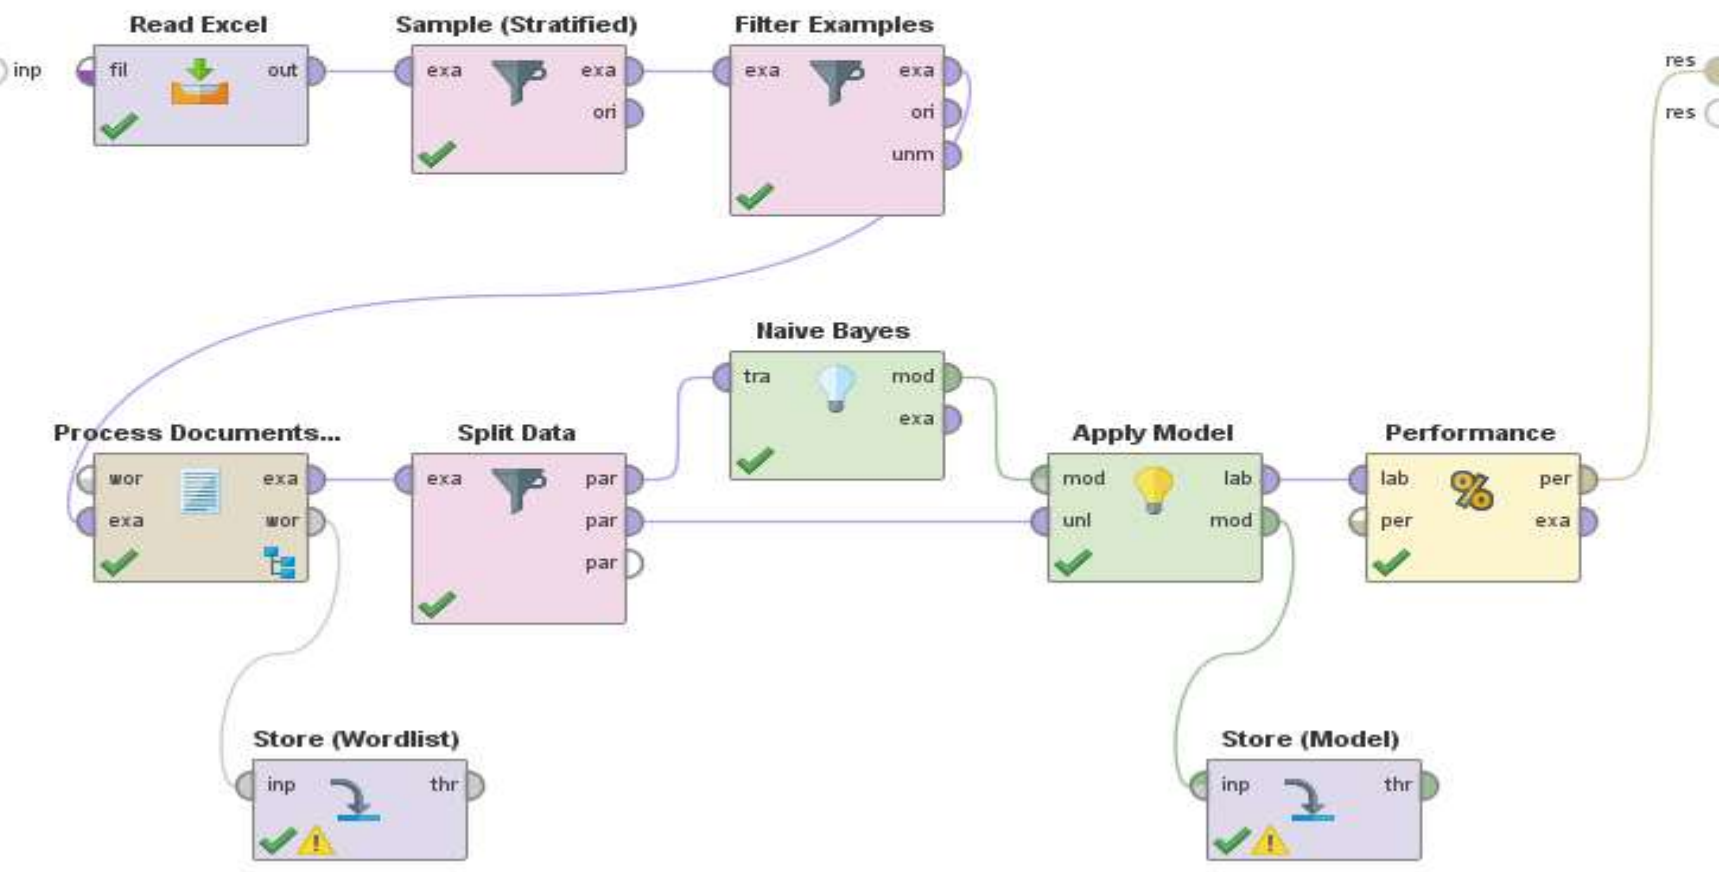 Read Excel
Sample (Stratified)
Filter Examples
inp
fil
out
exa
exa
ori
exa
exa
ori
unm
res
res
Naive Bayes
tra
mod
exa
Process Documents...
wor
exa
exa
wor
Split Data
exa
par
par
par
Apply Model
mod
lab
unl
mod
Performance
lab
per
per
exa
Store (Wordlist)
inp
thr
Store (Model)
inp
thr